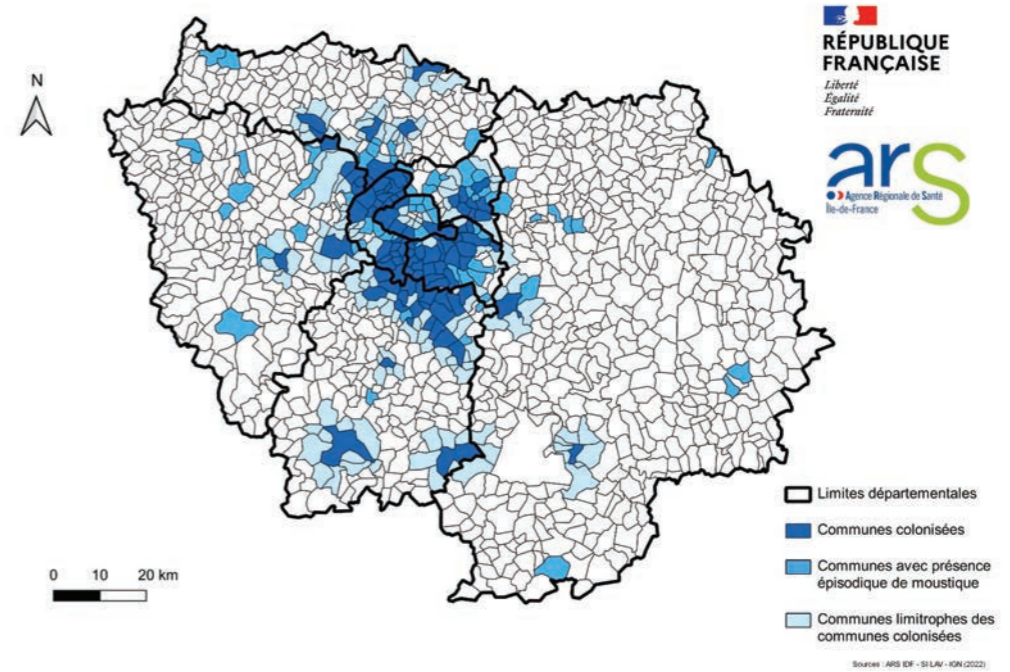 RÉPUBLIQUE
FRANÇAISE
Liberté
Égalité
Fraternité
ars
Agence Régionale de Santé
Île-de-France
N
0 10 20 km
Limites départementales
Communes colonisées
Communes avec présence
épisodique de moustique
Communes limitrophes des
communes colonisées
Sources : ARS IDF - SI-LAV - IGN (2022)